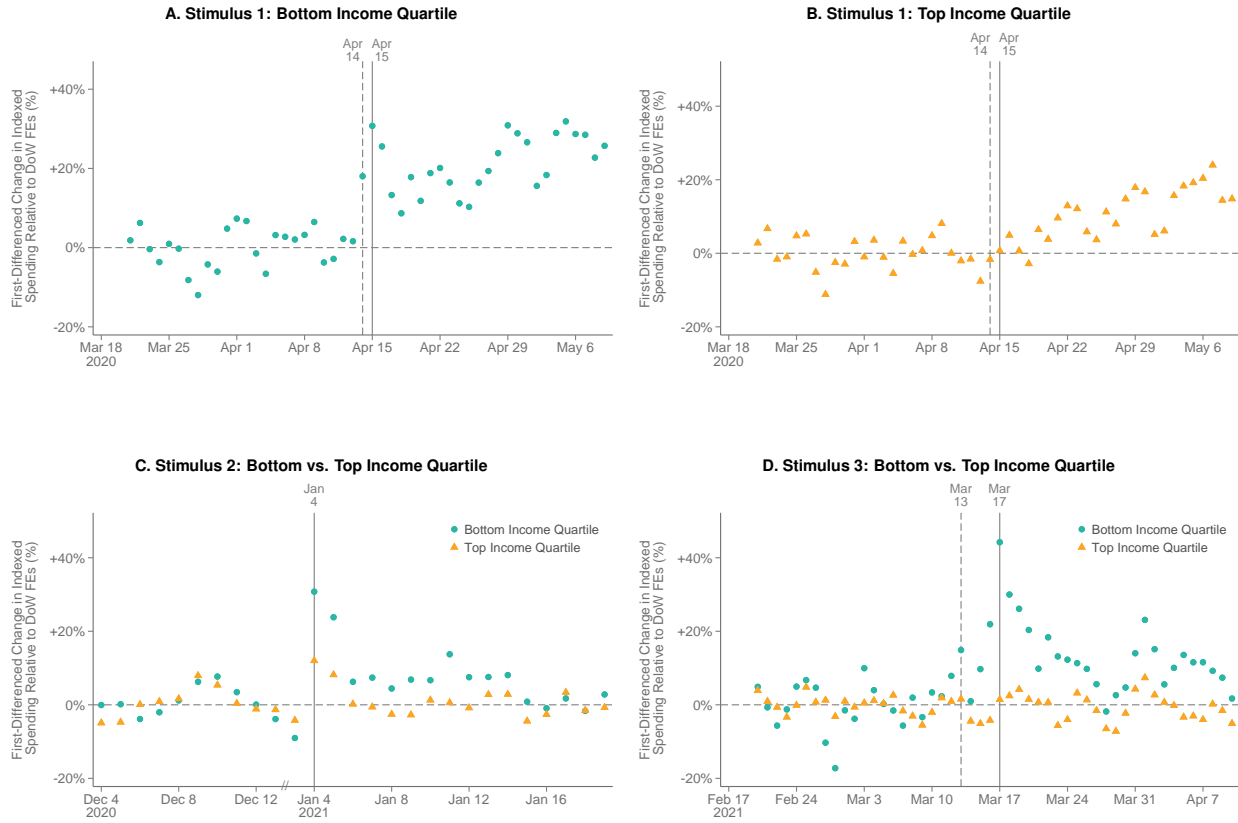 A. Stimulus 1: Bottom Income Quartile
Apr
14
Apr
15
First-Differenced Change in Indexed
Spending Relative to DoW FEs (%)
+40%
+20%
0%
-20%
Mar 18
2020
Mar 25
Apr 1
Apr 8
Apr 15
Apr 22
Apr 29
May 6
B. Stimulus 1: Top Income Quartile
Apr
14
Apr
15
First-Differenced Change in Indexed
Spending Relative to DoW FEs (%)
+40%
+20%
0%
-20%
Mar 18
2020
Mar 25
Apr 1
Apr 8
Apr 15
Apr 22
Apr 29
May 6
C. Stimulus 2: Bottom vs. Top Income Quartile
Jan
4
Bottom Income Quartile
Top Income Quartile
First-Differenced Change in Indexed
Spending Relative to DoW FEs (%)
+40%
+20%
0%
-20%
Dec 4
2020
Dec 8
Dec 12
//
Jan 4
2021
Jan 8
Jan 12
Jan 16
D. Stimulus 3: Bottom vs. Top Income Quartile
Mar
13
Mar
17
Bottom Income Quartile
Top Income Quartile
First-Differenced Change in Indexed
Spending Relative to DoW FEs (%)
+40%
+20%
0%
-20%
Feb 17
2021
Feb 24
Mar 3
Mar 10
Mar 17
Mar 24
Mar 31
Apr 7